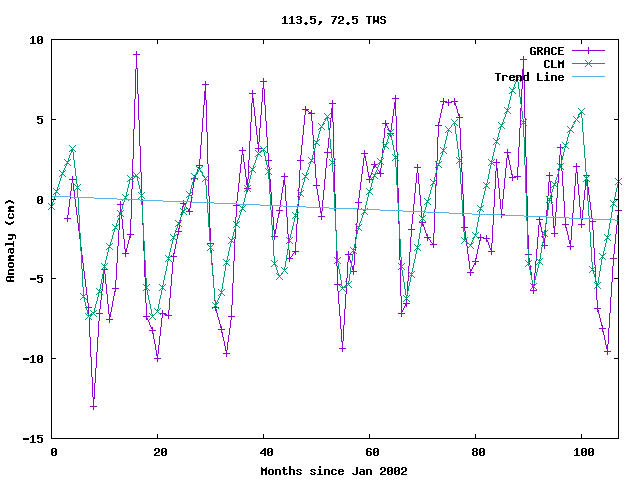 113.5, 72.5 TWS
GRACE
CLM
Trend Line
10
5
0
-5
-10
-15
Anomaly (cm)
0 20 40 60 80 100
Months since Jan 2002